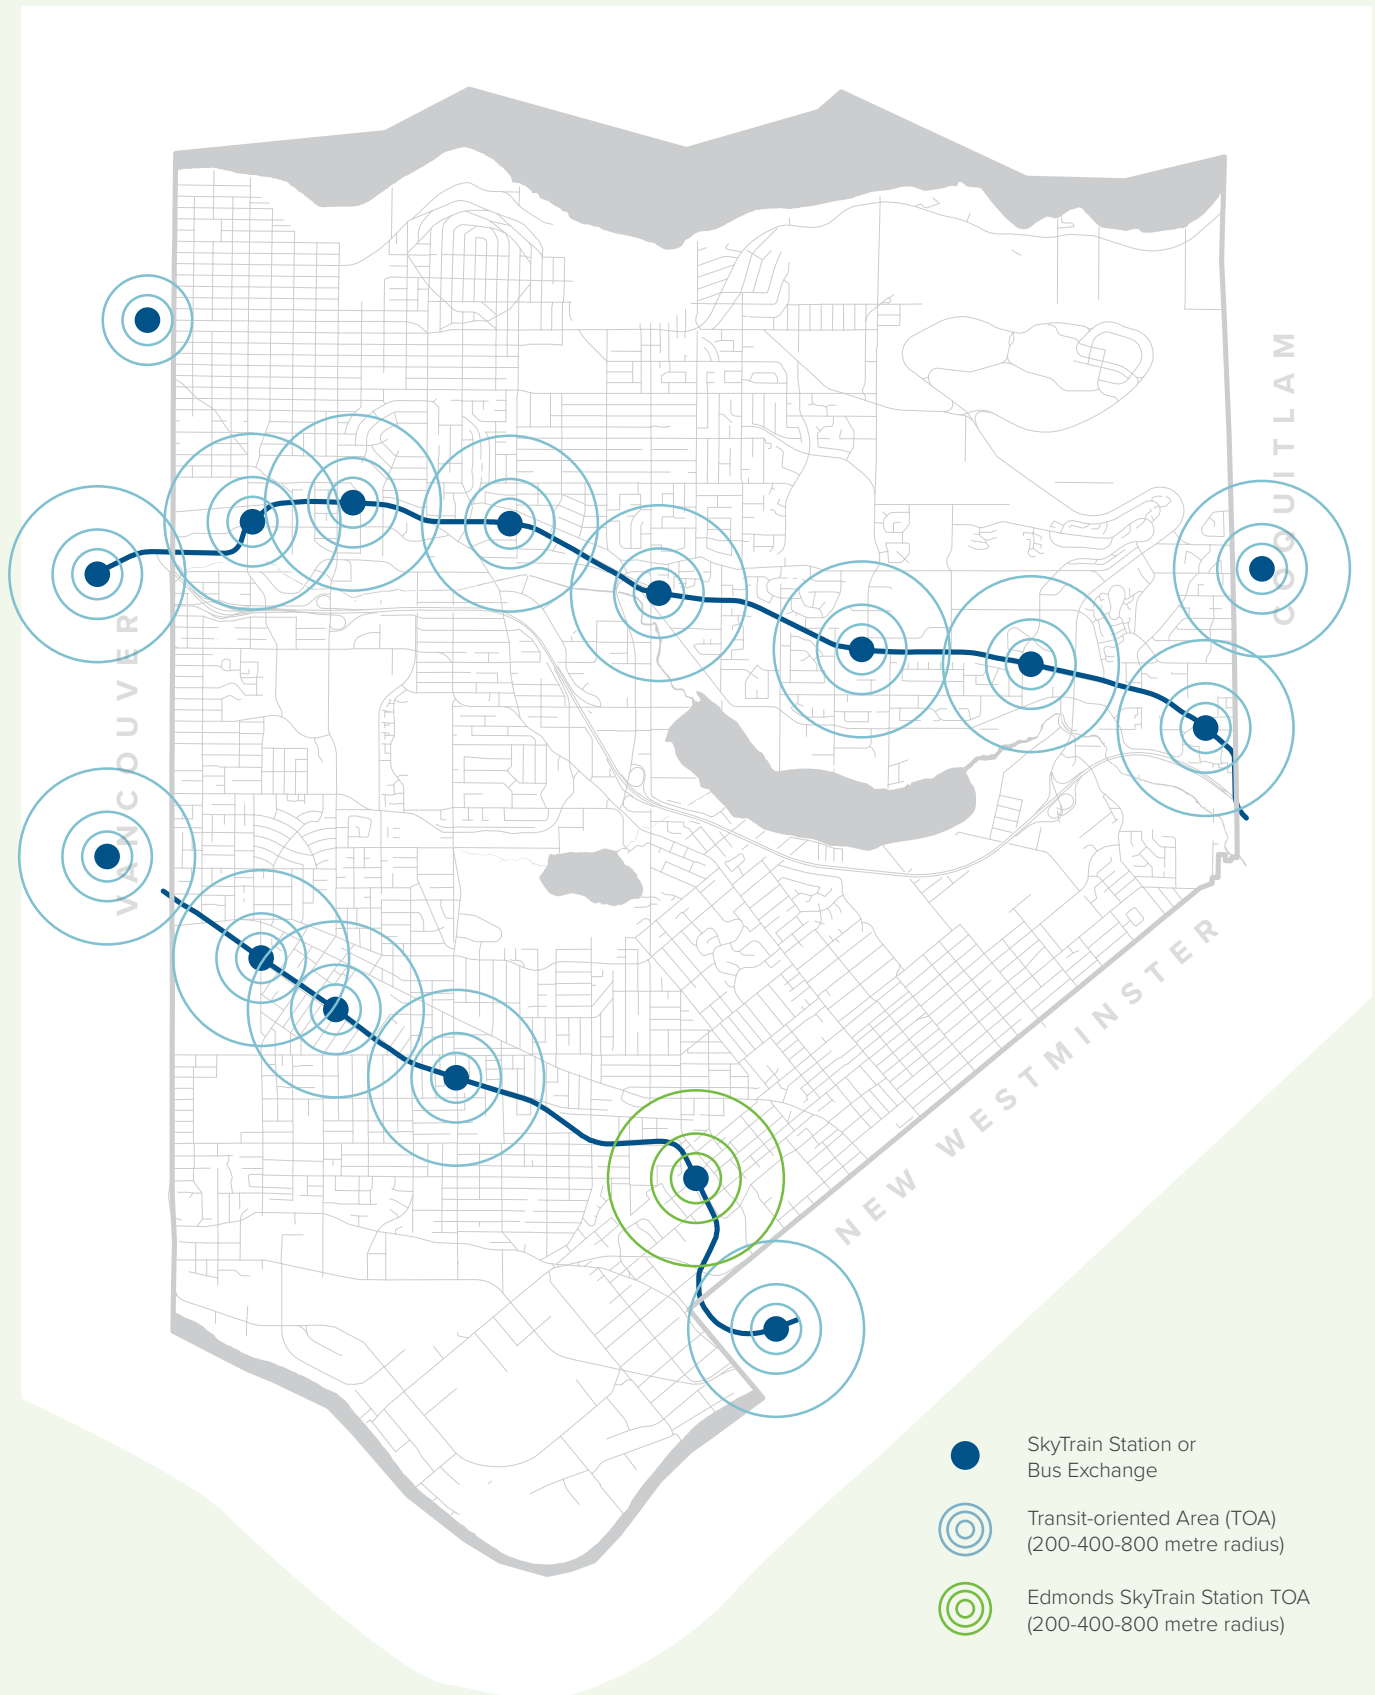 COQUITLAM
VANCOUVER
NEW WESTMINSTER
SkyTrain Station or
Bus Exchange
Transit-oriented Area (TOA)
(200-400-800 metre radius)
Edmonds SkyTrain Station TOA
(200-400-800 metre radius)